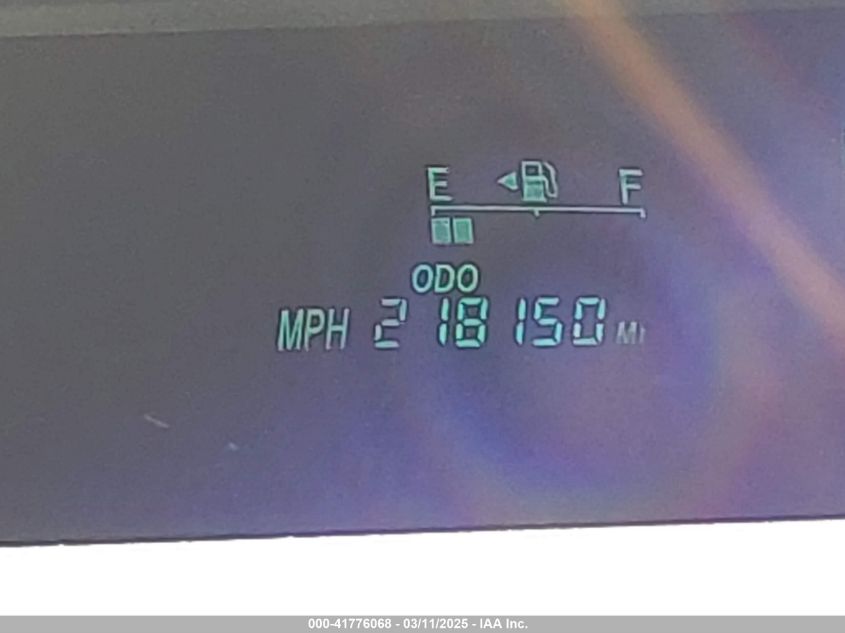 E F
ODO
MPH 218150 MI
000-41776068 - 03/11/2025 - IAA Inc.